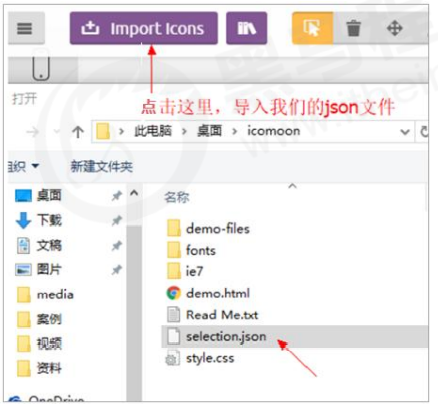 Import Icons
点击这里，导入我们的json文件
打开
此电脑 > 桌面 > icomoon
组织 新建文件夹
名称
桌面
下载
文稿
图片
media
案例
视频
资料
OneDrive
demo-files
fonts
ie7
demo.html
Read Me.txt
selection.json
style.css